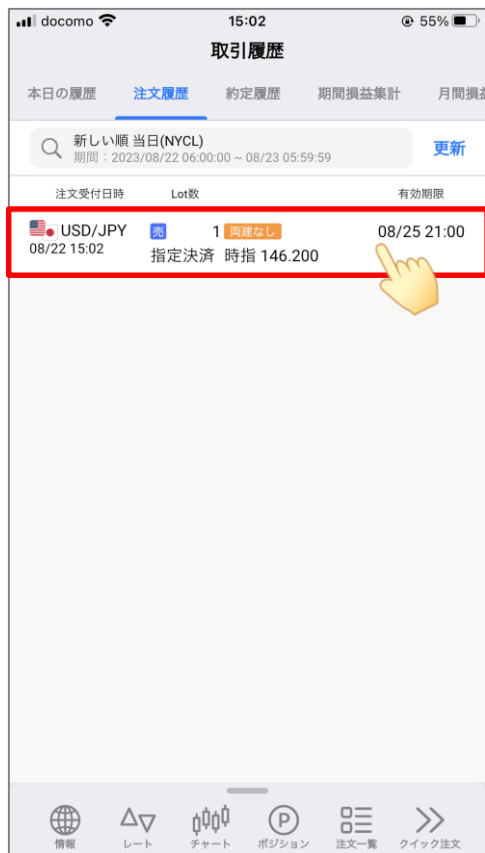 docomo 15:02 55%
取引履歴
本日の履歴 注文履歴 約定履歴 期間損益集計 月間損益
新しい順 当日(NYCL)
期間：2023/08/22 06:00:00 ~ 08/23 05:59:59
更新
注文受付日時 Lot数 有効期限
USD/JPY 売 1 両建なし 08/25 21:00
08/22 15:02 指定決済 時指 146.200
P
情報 レート チャート ポジション 注文一覧 クイック注文